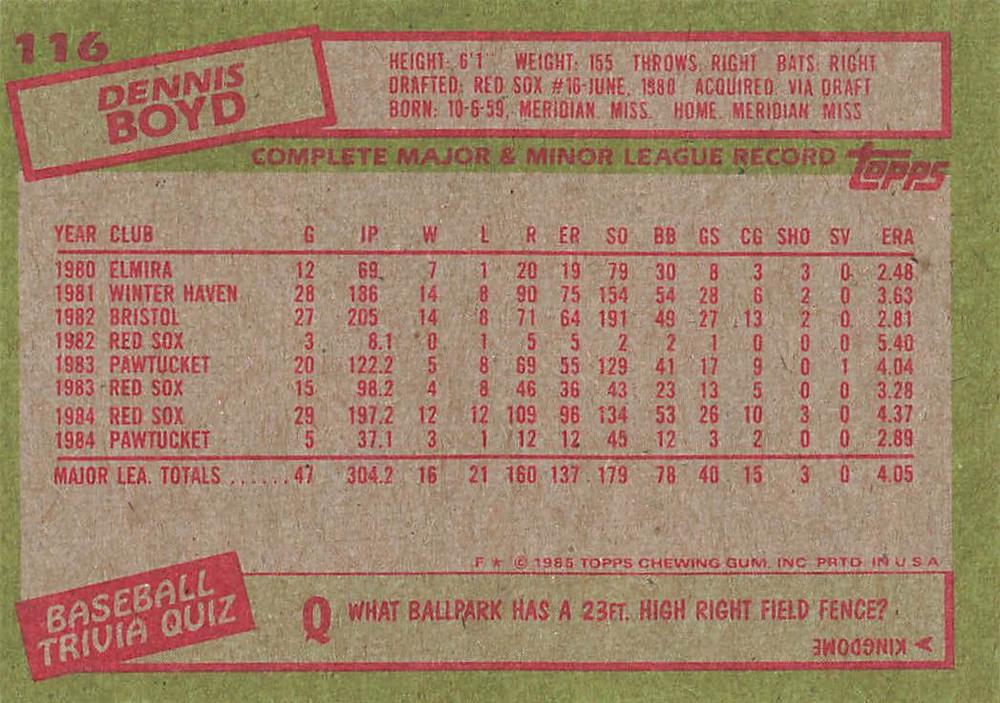 116
DENNIS
BOYD
HEIGHT: 6'1" WEIGHT: 155 THROWS: RIGHT BATS: RIGHT
DRAFTED: RED SOX #16-JUNE, 1980 ACQUIRED: VIA DRAFT
BORN: 10-6-59, MERIDIAN, MISS. HOME: MERIDIAN, MISS
COMPLETE MAJOR & MINOR LEAGUE RECORD
topps
YEAR CLUB G IP W L R ER SO BB GS CG SHO SV ERA
1980 ELMIRA 12 69 7 1 20 19 79 30 8 3 3 0 2.48
1981 WINTER HAVEN 28 186 14 8 90 75 154 54 28 6 2 0 3.63
1982 BRISTOL 27 205 14 8 71 64 191 49 27 13 2 0 2.81
1982 RED SOX 3 8.1 0 1 5 5 2 2 1 0 0 0 5.40
1983 PAWTUCKET 20 122.2 5 8 69 55 129 41 17 9 0 1 4.04
1983 RED SOX 15 98.2 4 8 46 36 43 23 13 5 0 0 3.28
1984 RED SOX 29 197.2 12 12 109 96 134 53 26 10 3 0 4.37
1984 PAWTUCKET 5 37.1 3 1 12 12 45 12 3 2 0 0 2.89
MAJOR LEA. TOTALS ......47 304.2 16 21 160 137 179 78 40 15 3 0 4.05
F ★ © 1985 TOPPS CHEWING GUM, INC PRTD IN U S A
BASEBALL
TRIVIA QUIZ
Q WHAT BALLPARK HAS A 23FT. HIGH RIGHT FIELD FENCE?
KINGDOME